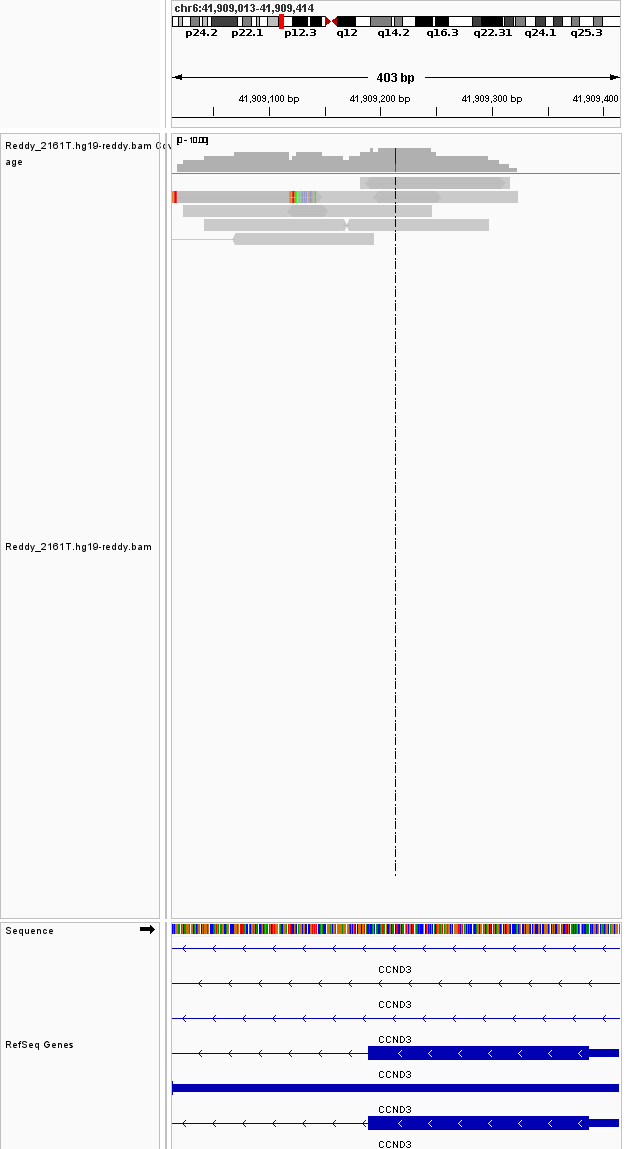 chr6:41,909,013-41,909,414
p24.2 p22.1 p12.3 q12 q14.2 q16.3 q22.31 q24.1 q25.3
403 bp
41,909,100 bp 41,909,200 bp 41,909,300 bp 41,909,400
Reddy_2161T.hg19-reddy.bam Cov
age
[0 - 10.00]
Reddy_2161T.hg19-reddy.bam
Sequence
CCND3
CCND3
CCND3
RefSeq Genes
CCND3
CCND3
CCND3